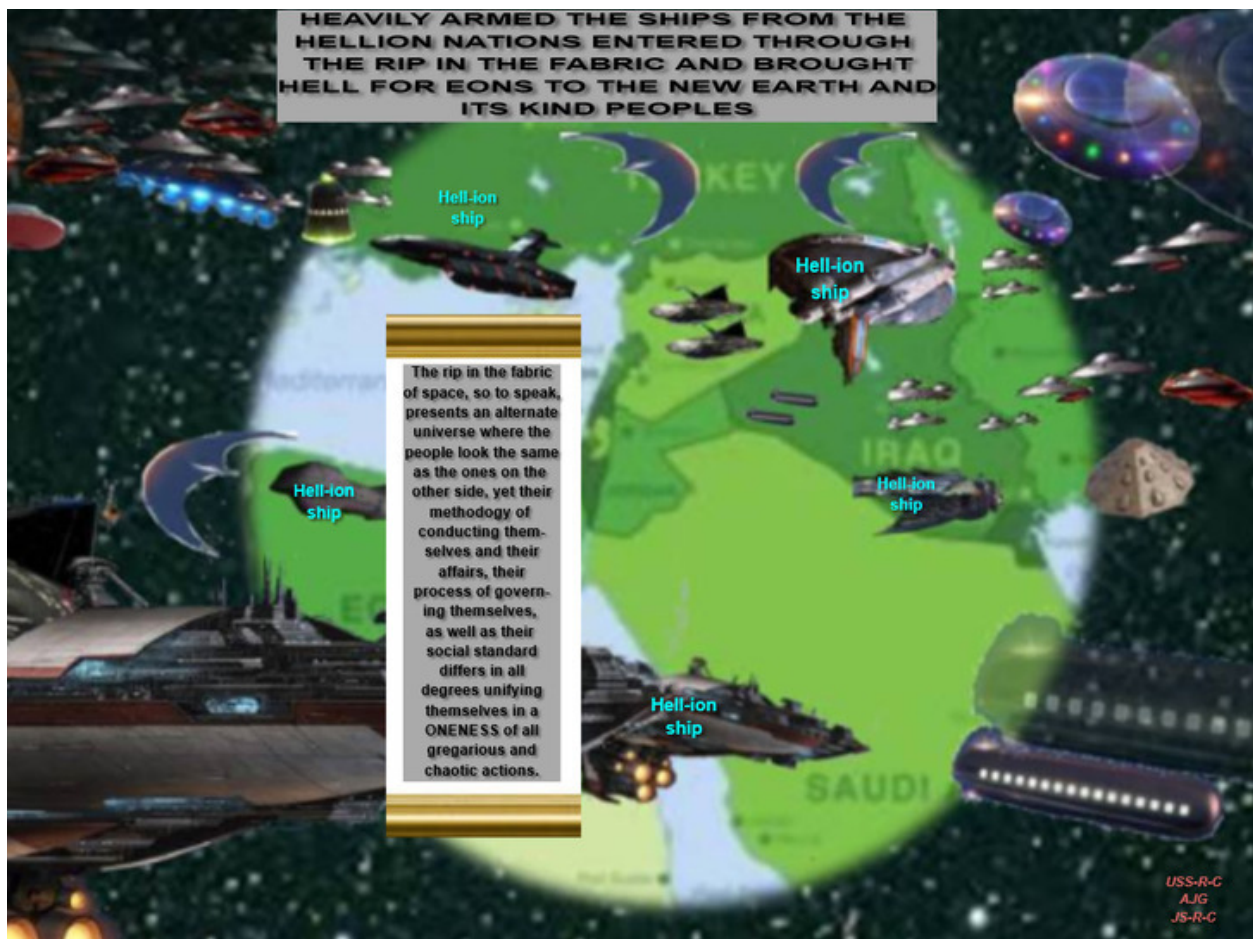 HEAVILY ARMED THE SHIPS FROM THE
HELLION NATIONS ENTERED THROUGH
THE RIP IN THE FABRIC AND BROUGHT
HELL FOR EONS TO THE NEW EARTH AND
ITS KIND PEOPLES
KEY
Hell-ion
ship
Hell-ion
ship
The rip in the fabric
of space, so to speak,
presents an alternate
universe where the
people look the same
as the ones on the
other side, yet their
methodogy of
conducting them-
selves and their
affairs, their
process of govern-
ing themselves,
as well as their
social standard
differs in all
degrees unifying
themselves in a
ONENESS of all
gregarious and
chaotic actions.
IRAQ
Hell-ion
ship
Hell-ion
ship
Hell-ion
ship
SAUDI
USS-R-C
AJG
JS-R-C